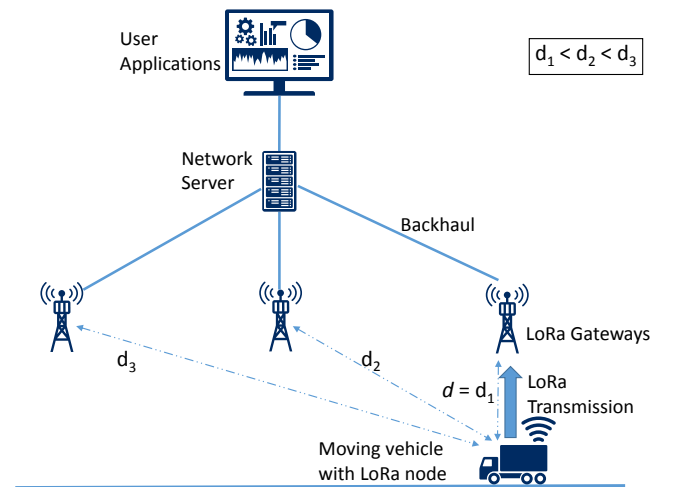 User
Applications
d₁ < d₂ < d₃
Network
Server
Backhaul
LoRa Gateways
d₃
d₂
d = d₁
LoRa
Transmission
Moving vehicle
with LoRa node